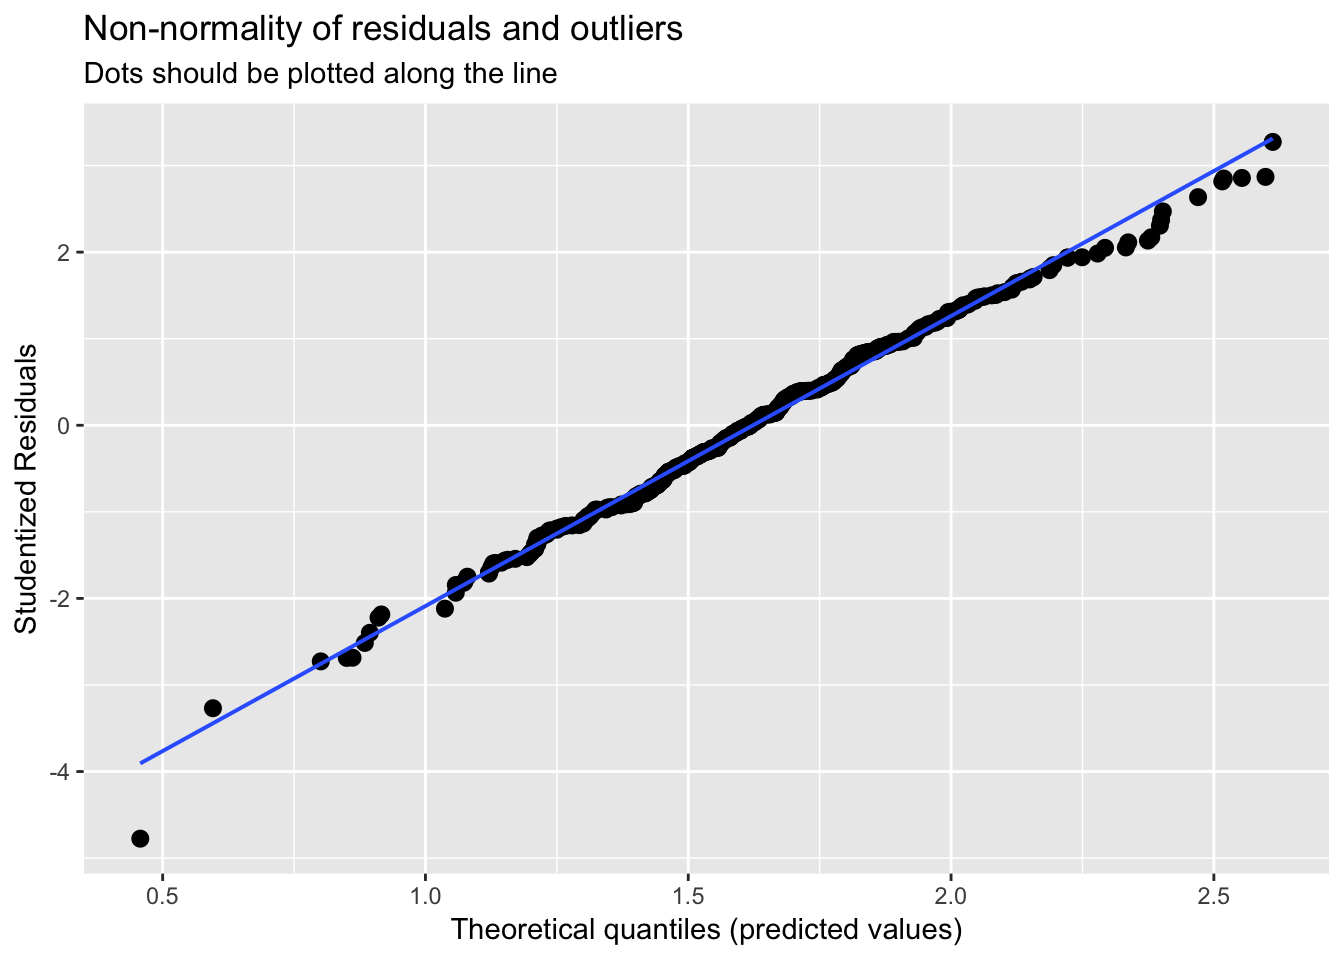 Non-normality of residuals and outliers
Dots should be plotted along the line
2
0
-2
-4
Studentized Residuals
0.5 1.0 1.5 2.0 2.5
Theoretical quantiles (predicted values)